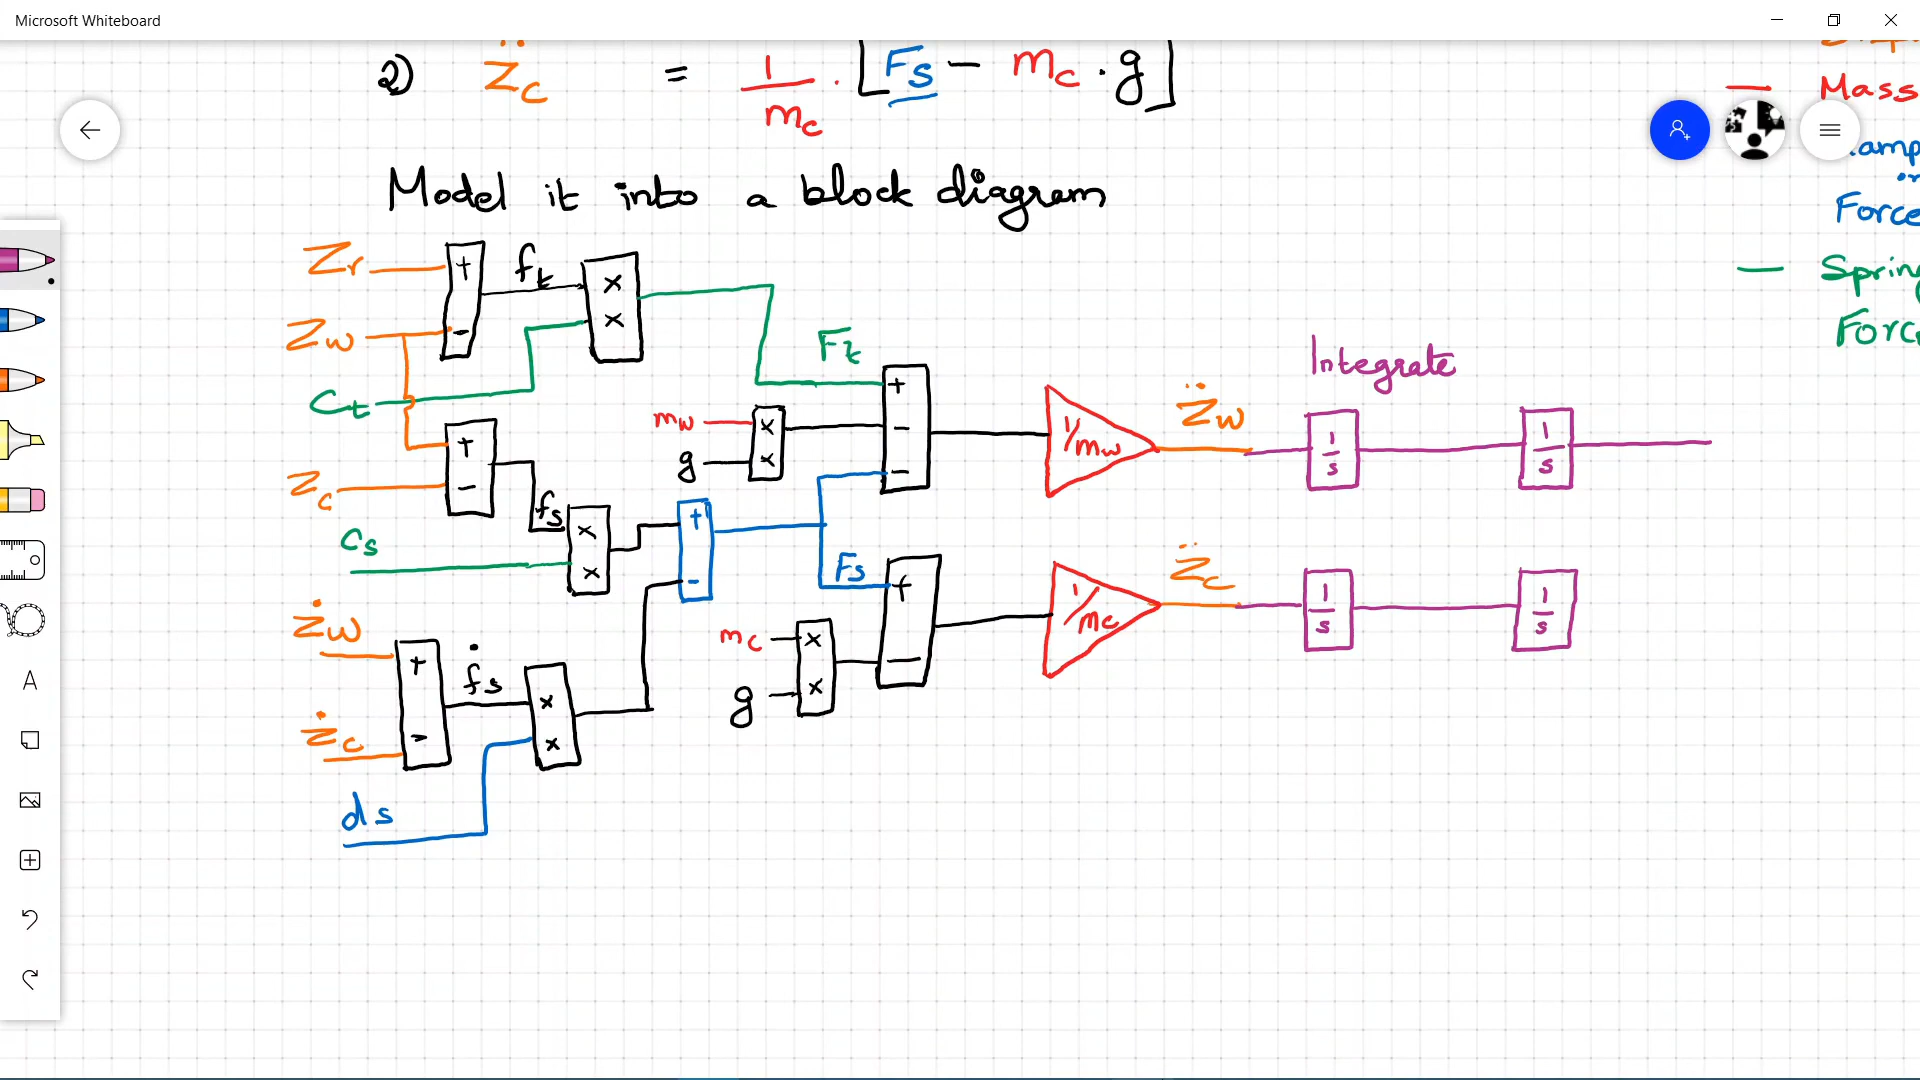 Microsoft Whiteboard
2) z̈c = 1/mc · [Fs - mc · g]
Mass
Model it into a block diagram
Force
Zr + ft x
x
Zw -
Ct
Ft
Spring
Force
Integrate
+
-
-
mw x
g x
1/mw z̈w 1/s 1/s
+
-
Zc
fs x
x
Cs
+
-
Fs
+
-
1/mc z̈c 1/s 1/s
żw + ḟs x
x
żc -
mc x
g x
ds
A